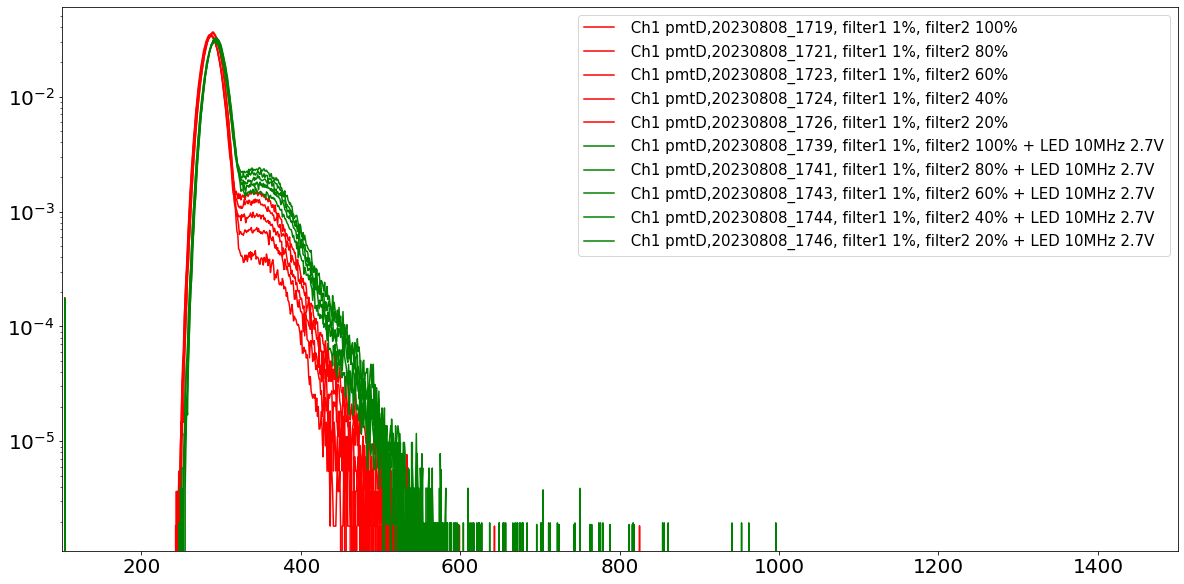 Ch1 pmtD,20230808_1719, filter1 1%, filter2 100%
Ch1 pmtD,20230808_1721, filter1 1%, filter2 80%
Ch1 pmtD,20230808_1723, filter1 1%, filter2 60%
Ch1 pmtD,20230808_1724, filter1 1%, filter2 40%
Ch1 pmtD,20230808_1726, filter1 1%, filter2 20%
Ch1 pmtD,20230808_1739, filter1 1%, filter2 100% + LED 10MHz 2.7V
Ch1 pmtD,20230808_1741, filter1 1%, filter2 80% + LED 10MHz 2.7V
Ch1 pmtD,20230808_1743, filter1 1%, filter2 60% + LED 10MHz 2.7V
Ch1 pmtD,20230808_1744, filter1 1%, filter2 40% + LED 10MHz 2.7V
Ch1 pmtD,20230808_1746, filter1 1%, filter2 20% + LED 10MHz 2.7V
10⁻²
10⁻³
10⁻⁴
10⁻⁵
200 400 600 800 1000 1200 1400